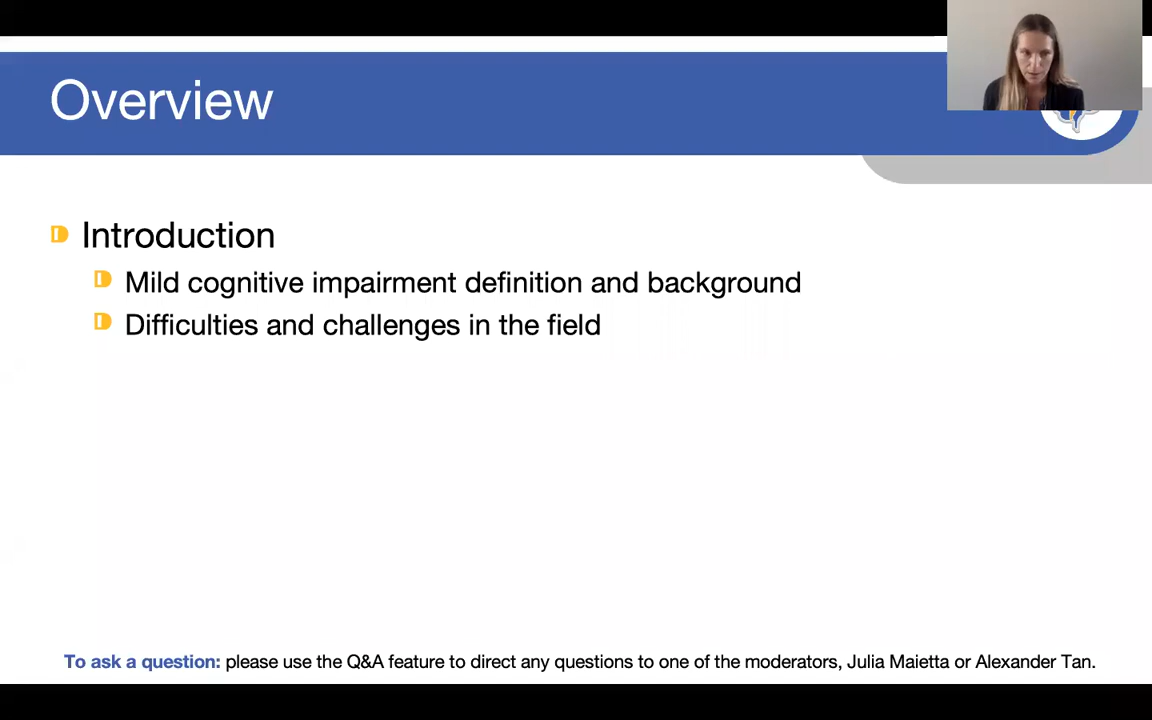 Overview
Introduction
Mild cognitive impairment definition and background
Difficulties and challenges in the field
To ask a question: please use the Q&A feature to direct any questions to one of the moderators, Julia Maietta or Alexander Tan.